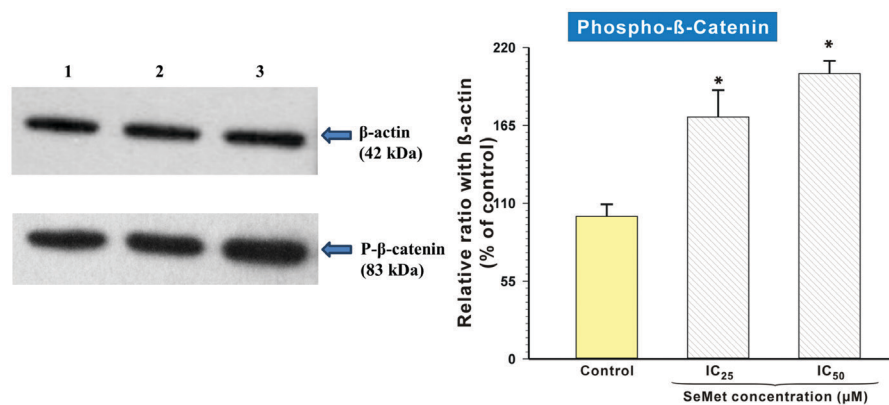 1 2 3
β-actin
(42 kDa)
P-β-catenin
(83 kDa)
Phospho-ß-Catenin
Relative ratio with ß-actin
(% of control)
220
165
110
55
0
*
*
Control IC25 IC50
SeMet concentration (µM)